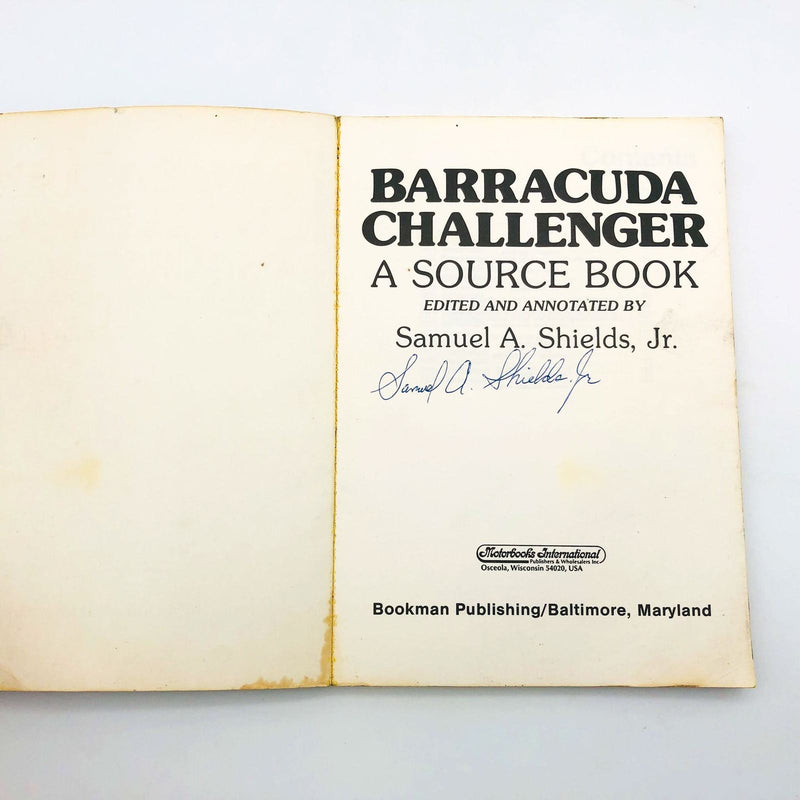 BARRACUDA
CHALLENGER
A SOURCE BOOK
EDITED AND ANNOTATED BY
Samuel A. Shields, Jr.
Samuel A. Shields Jr
Motorbooks International
Publishers & Wholesalers Inc
Osceola, Wisconsin 54020, USA
Bookman Publishing/Baltimore, Maryland